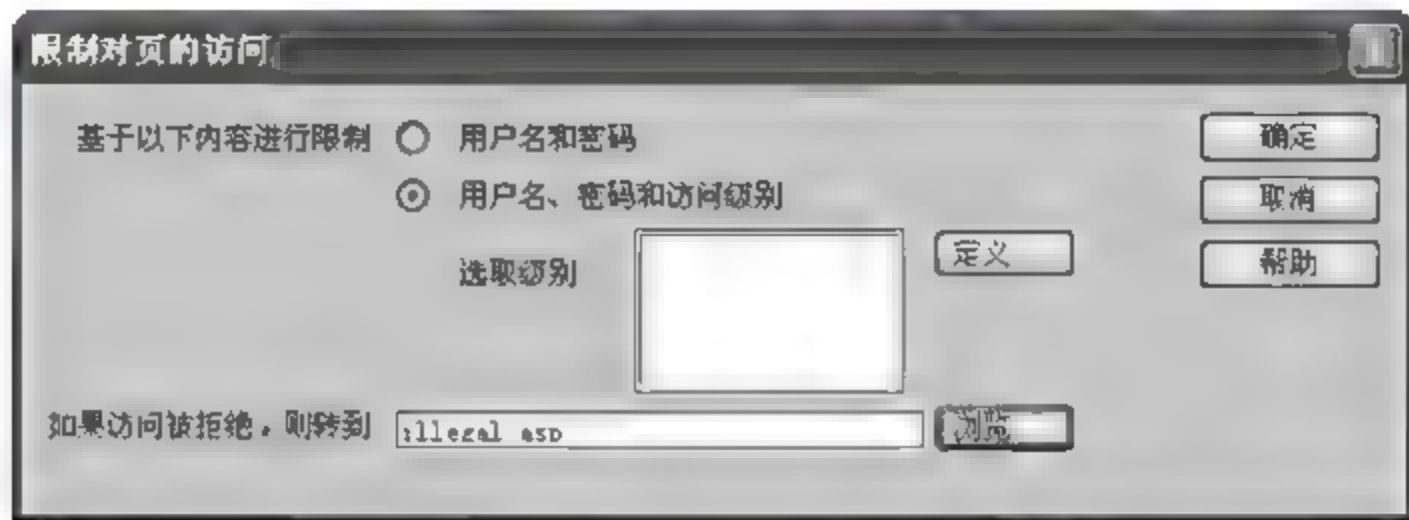 限制对页的访问
基于以下内容进行限制 用户名和密码 确定
用户名、密码和访问级别 取消
选取级别 定义 帮助
如果访问被拒绝，则转到 illegal asp 浏览